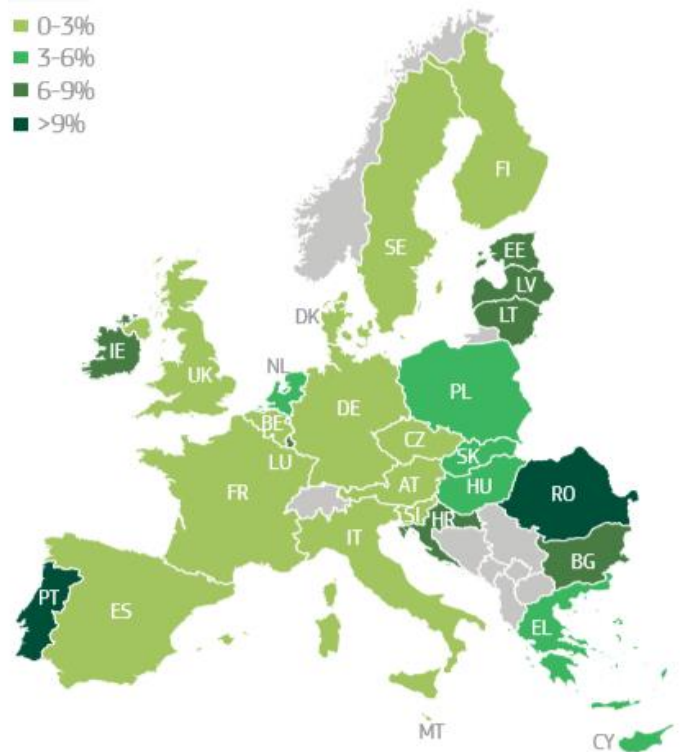 0-3%
3-6%
6-9%
>9%
FI
SE
EE
LV
LT
DK
IE
UK
NL
DE
PL
BE
CZ
LU
SK
FR
AT
HU
RO
SI
HR
IT
BG
PT
ES
EL
MT
CY